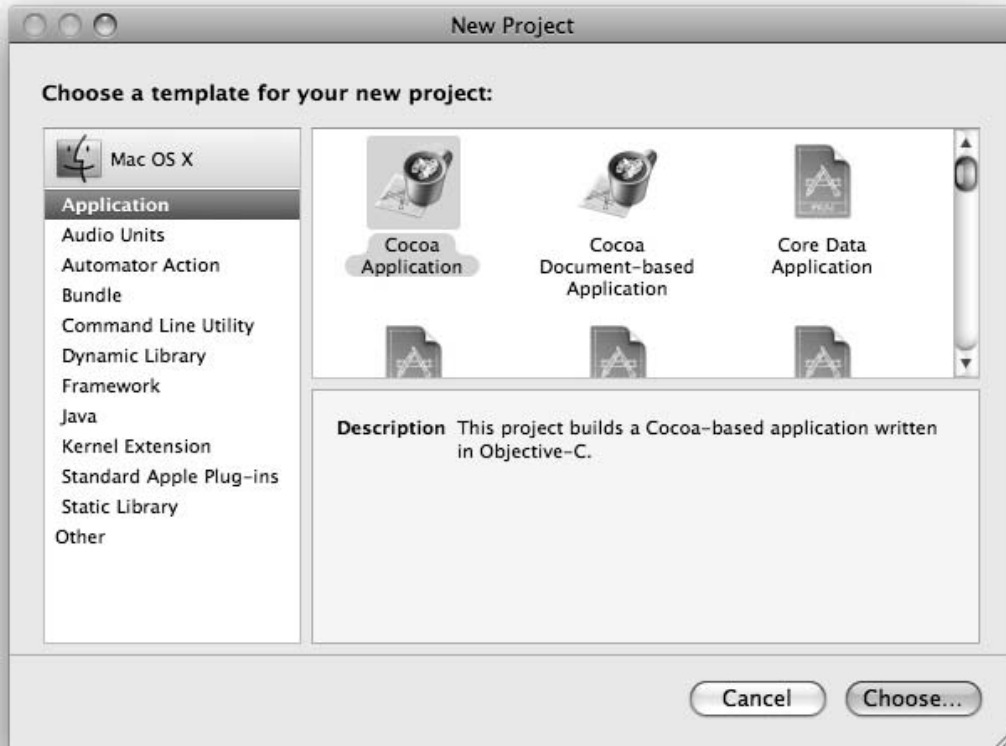 New Project
Choose a template for your new project:
Mac OS X
Application
Audio Units
Automator Action
Bundle
Command Line Utility
Dynamic Library
Framework
Java
Kernel Extension
Standard Apple Plug-ins
Static Library
Other
Cocoa
Application
Cocoa
Document-based
Application
Core Data
Application
Description This project builds a Cocoa-based application written
in Objective-C.
Cancel
Choose...